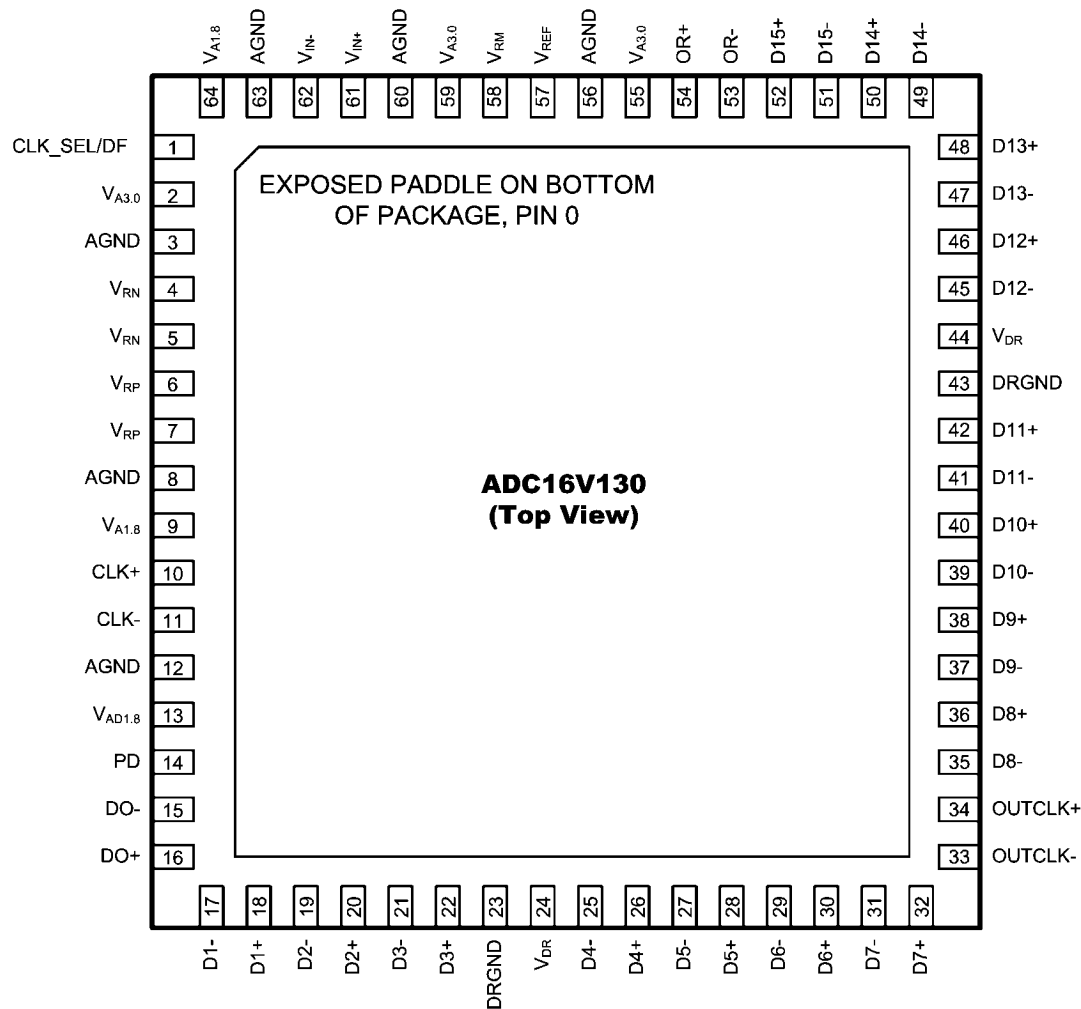 VA1.8
AGND
VIN-
VIN+
AGND
VA3.0
VRM
VREF
AGND
VA3.0
OR+
OR-
D15+
D15-
D14+
D14-
64 63 62 61 60 59 58 57 56 55 54 53 52 51 50 49
CLK_SEL/DF 1
VA3.0 2
AGND 3
VRN 4
VRN 5
VRP 6
VRP 7
AGND 8
VA1.8 9
CLK+ 10
CLK- 11
AGND 12
VAD1.8 13
PD 14
DO- 15
DO+ 16
EXPOSED PADDLE ON BOTTOM
OF PACKAGE, PIN 0
ADC16V130
(Top View)
48 D13+
47 D13-
46 D12+
45 D12-
44 VDR
43 DRGND
42 D11+
41 D11-
40 D10+
39 D10-
38 D9+
37 D9-
36 D8+
35 D8-
34 OUTCLK+
33 OUTCLK-
17 18 19 20 21 22 23 24 25 26 27 28 29 30 31 32
D1-
D1+
D2-
D2+
D3-
D3+
DRGND
VDR
D4-
D4+
D5-
D5+
D6-
D6+
D7-
D7+